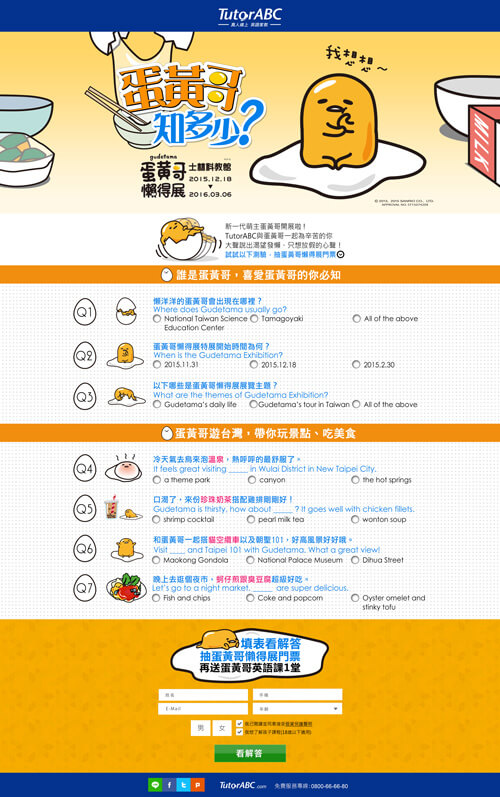 TutorABC
真人線上 英語家教
我想想～
蛋黃哥
知多少?
gudetama
蛋黃哥
懶得展
士林科教館
2015.12.18
2016.03.06
MILK
新一代萌主蛋黃哥開展啦！
TutorABC與蛋黃哥一起為辛苦的你
大聲說出渴望發懶，只想放假的心聲！
試試以下測驗，抽蛋黃哥懶得展門票
誰是蛋黃哥，喜愛蛋黃哥的你必知
Q1
懶洋洋的蛋黃哥會出現在哪裡？
Where does Gudetama usually go?
National Taiwan Science Education Center
Tamagoyaki
All of the above
Q2
蛋黃哥懶得展特展開始時間為何？
When is the Gudetama Exhibition?
2015.11.31
2015.12.18
2015.2.30
Q3
以下哪些是蛋黃哥懶得展展覽主題？
What are the themes of Gudetama Exhibition?
Gudetama's daily life
Gudetama's tour in Taiwan
All of the above
蛋黃哥遊台灣，帶你玩景點、吃美食
Q4
冷天氣去烏來泡溫泉，熱呼呼的最舒服了。
It feels great visiting _____ in Wulai District in New Taipei City.
a theme park
canyon
the hot springs
Q5
口渴了，來份珍珠奶茶搭配雞排剛剛好！
Gudetama is thirsty, how about _____ ? It goes well with chicken fillets.
shrimp cocktail
pearl milk tea
wonton soup
Q6
和蛋黃哥一起搭貓空纜車以及朝聖101，好高風景好好哦。
Visit ____ and Taipei 101 with Gudetama. What a great view!
Maokong Gondola
National Palace Museum
Dihua Street
Q7
晚上去逛個夜市，蚵仔煎跟臭豆腐超級好吃。
Let's go to a night market. _____ are super delicious.
Fish and chips
Coke and popcorn
Oyster omelet and stinky tofu
填表看解答
抽蛋黃哥懶得展門票
再送蛋黃哥英語課1堂
姓名
手機
E-Mail
年齡
男
女
我已閱讀並同意接受個資保護聲明
我想了解孩子課程(18歲以下適用)
看解答
TutorABC.com
免費服務專線: 0800-66-66-80